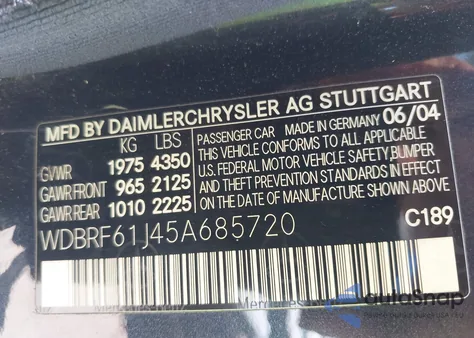 MFD BY DAIMLERCHRYSLER AG STUTTGART
KG LBS
GVWR 1975 4350
GAWR FRONT 965 2125
GAWR REAR 1010 2225
PASSENGER CAR MADE IN GERMANY 06/04
THIS VEHICLE CONFORMS TO ALL APPLICABLE
U.S. FEDERAL MOTOR VEHICLE SAFETY, BUMPER
AND THEFT PREVENTION STANDARDS IN EFFECT
ON THE DATE OF MANUFACTURE SHOWN ABOVE
WDBRF61J45A685720
C189
autoSnap